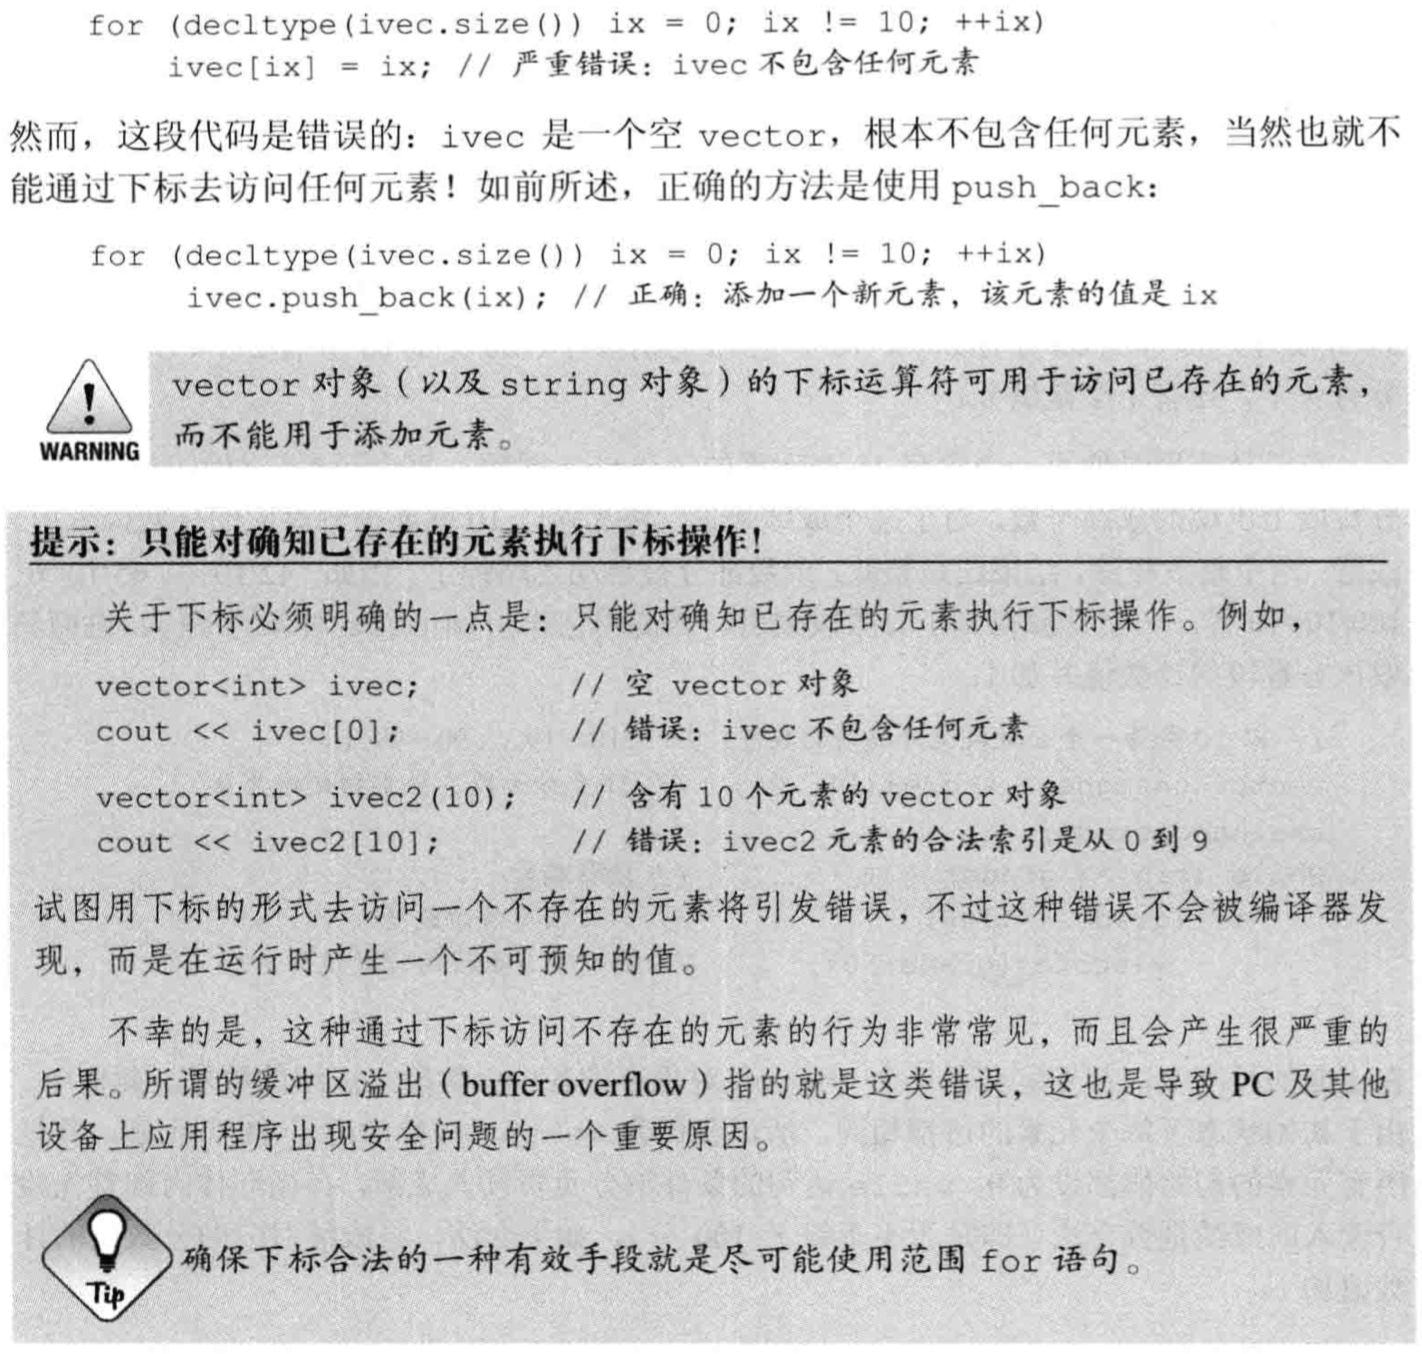 for (decltype(ivec.size()) ix = 0; ix != 10; ++ix)
ivec[ix] = ix; // 严重错误：ivec 不包含任何元素
然而，这段代码是错误的：ivec 是一个空 vector，根本不包含任何元素，当然也就不
能通过下标去访问任何元素！如前所述，正确的方法是使用 push_back：
for (decltype(ivec.size()) ix = 0; ix != 10; ++ix)
ivec.push_back(ix); // 正确：添加一个新元素，该元素的值是 ix
vector 对象（以及 string 对象）的下标运算符可用于访问已存在的元素，
而不能用于添加元素。
WARNING
提示：只能对确知已存在的元素执行下标操作！
关于下标必须明确的一点是：只能对确知已存在的元素执行下标操作。例如，
vector<int> ivec; // 空 vector 对象
cout << ivec[0]; // 错误：ivec 不包含任何元素
vector<int> ivec2(10); // 含有 10 个元素的 vector 对象
cout << ivec2[10]; // 错误：ivec2 元素的合法索引是从 0 到 9
试图用下标的形式去访问一个不存在的元素将引发错误，不过这种错误不会被编译器发
现，而是在运行时产生一个不可预知的值。
不幸的是，这种通过下标访问不存在的元素的行为非常常见，而且会产生很严重的
后果。所谓的缓冲区溢出（buffer overflow）指的就是这类错误，这也是导致 PC 及其他
设备上应用程序出现安全问题的一个重要原因。
确保下标合法的一种有效手段就是尽可能使用范围 for 语句。
Tip